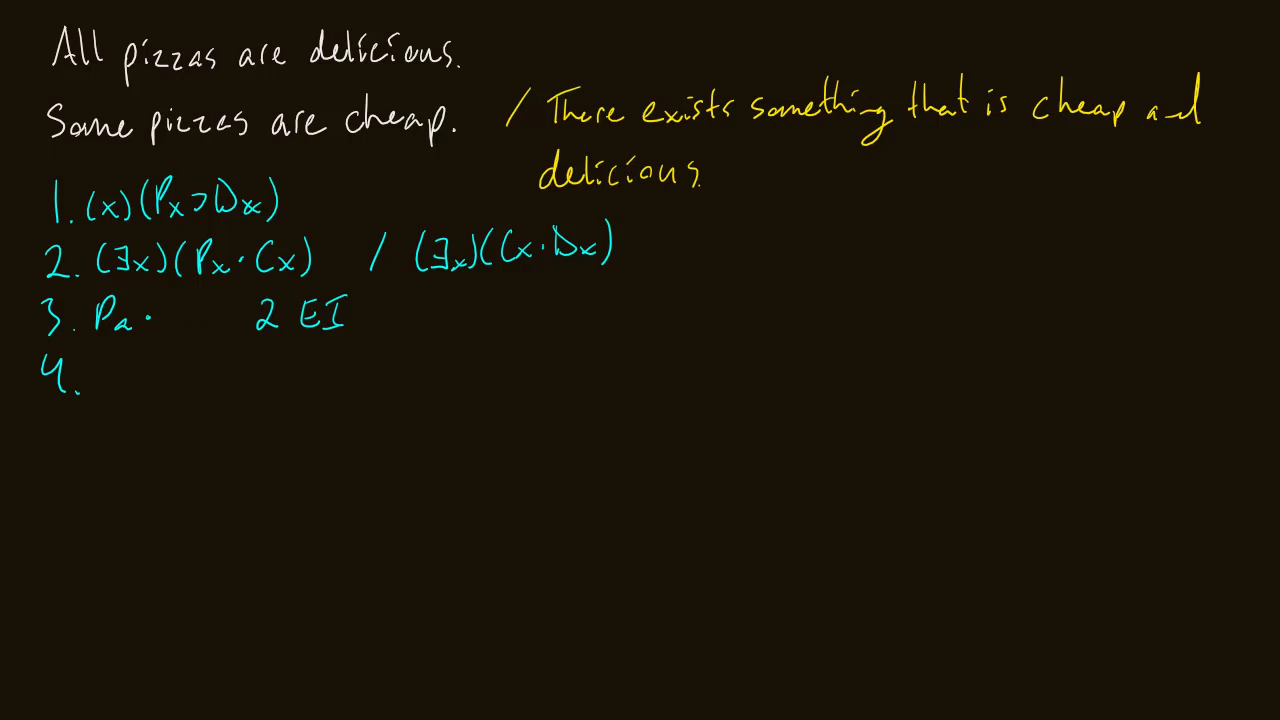 All pizzas are delicious.
Some pizzas are cheap. / There exists something that is cheap and
delicious.
1. (x)(Px ⊃ Dx)
2. (∃x)(Px · Cx) / (∃x)(Cx · Dx)
3. Pa · 2 EI
4.